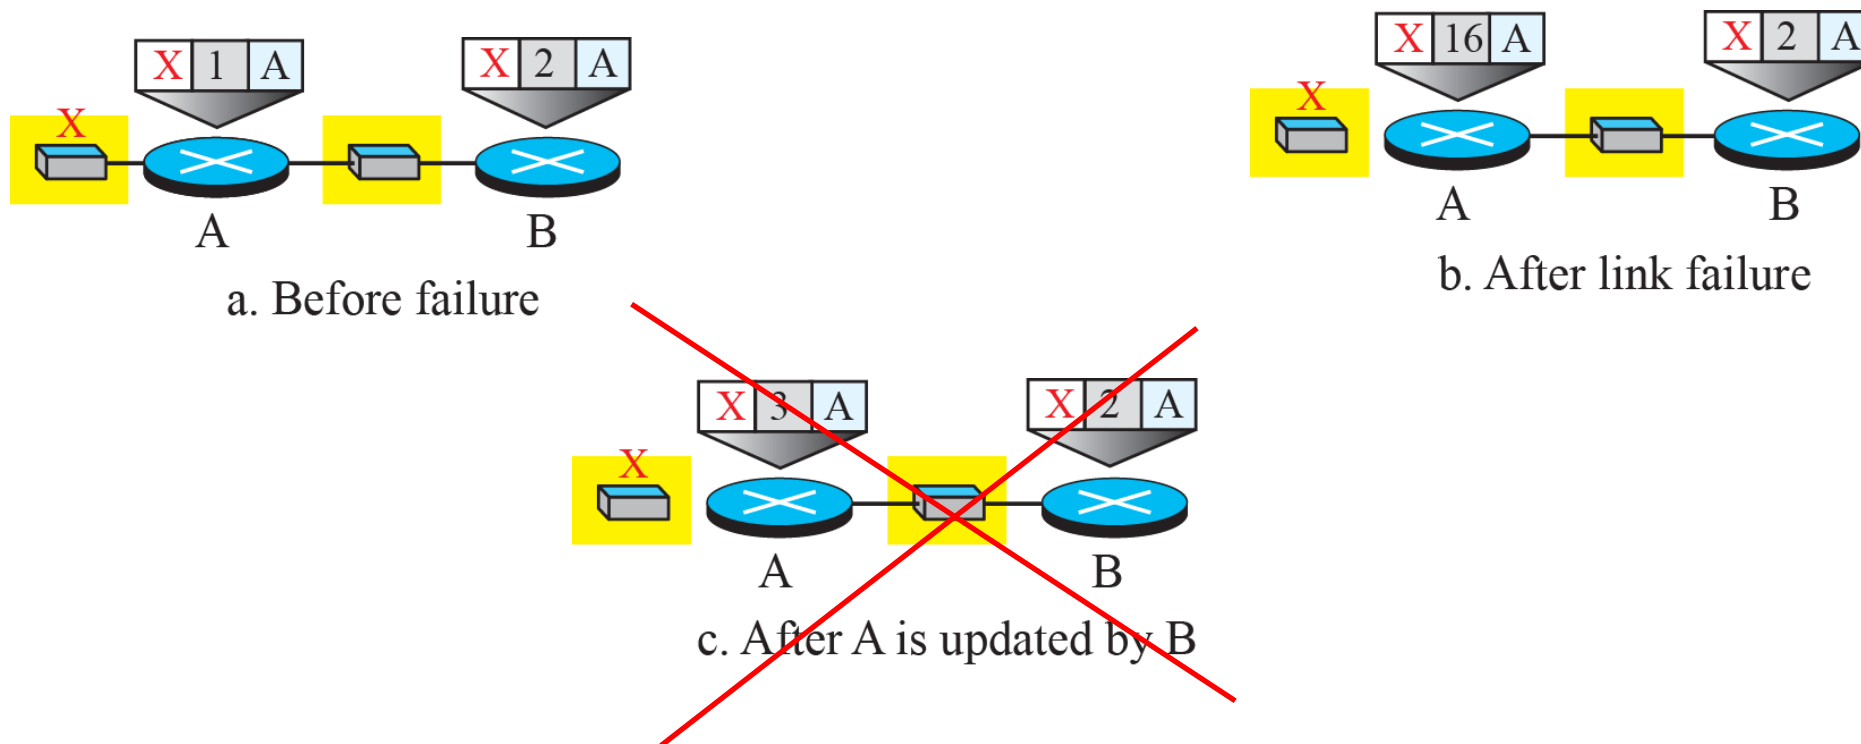 X 1 A
X 2 A
X
A
B
a. Before failure
X 16 A
X 2 A
X
A
B
b. After link failure
X 3 A
X 2 A
X
A
B
c. After A is updated by B